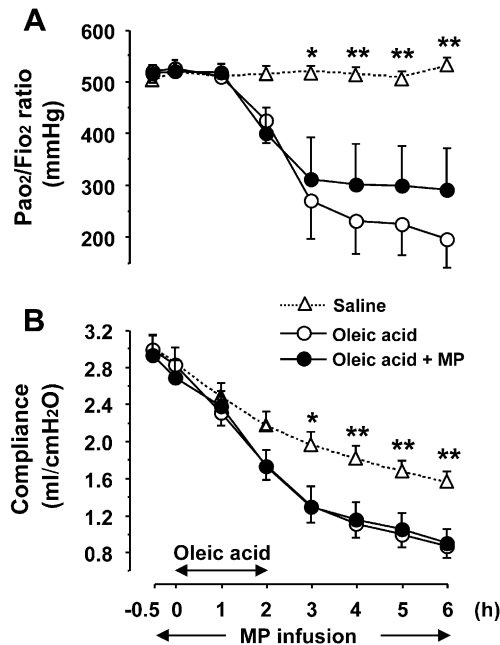 A
600
500
400
300
200
Pao2/Fio2 ratio
(mmHg)
* ** ** **
Saline
Oleic acid
Oleic acid + MP
B
3.2
2.8
2.4
2.0
1.6
1.2
0.8
Compliance
(ml/cmH2O)
* ** ** **
Oleic acid
-0.5 0 1 2 3 4 5 6 (h)
MP infusion